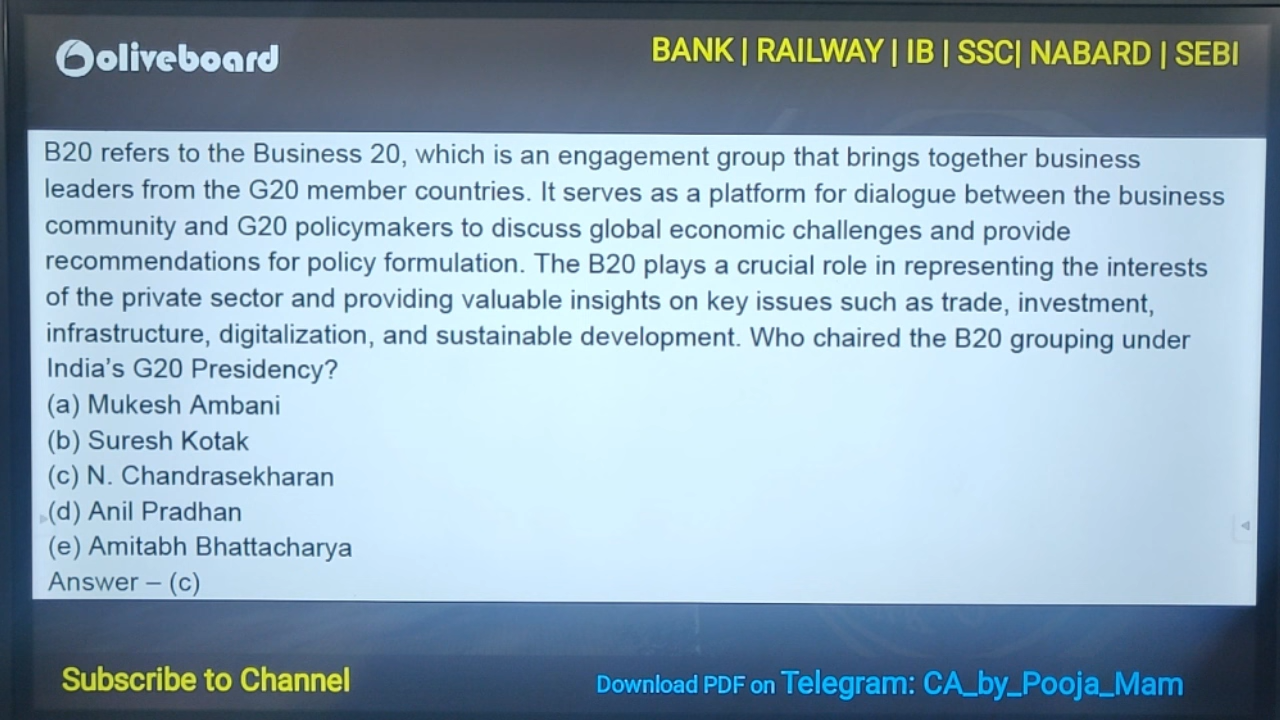 oliveboard
BANK | RAILWAY | IB | SSC| NABARD | SEBI
B20 refers to the Business 20, which is an engagement group that brings together business
leaders from the G20 member countries. It serves as a platform for dialogue between the business
community and G20 policymakers to discuss global economic challenges and provide
recommendations for policy formulation. The B20 plays a crucial role in representing the interests
of the private sector and providing valuable insights on key issues such as trade, investment,
infrastructure, digitalization, and sustainable development. Who chaired the B20 grouping under
India's G20 Presidency?
(a) Mukesh Ambani
(b) Suresh Kotak
(c) N. Chandrasekharan
(d) Anil Pradhan
(e) Amitabh Bhattacharya
Answer – (c)
Subscribe to Channel
Download PDF on Telegram: CA_by_Pooja_Mam